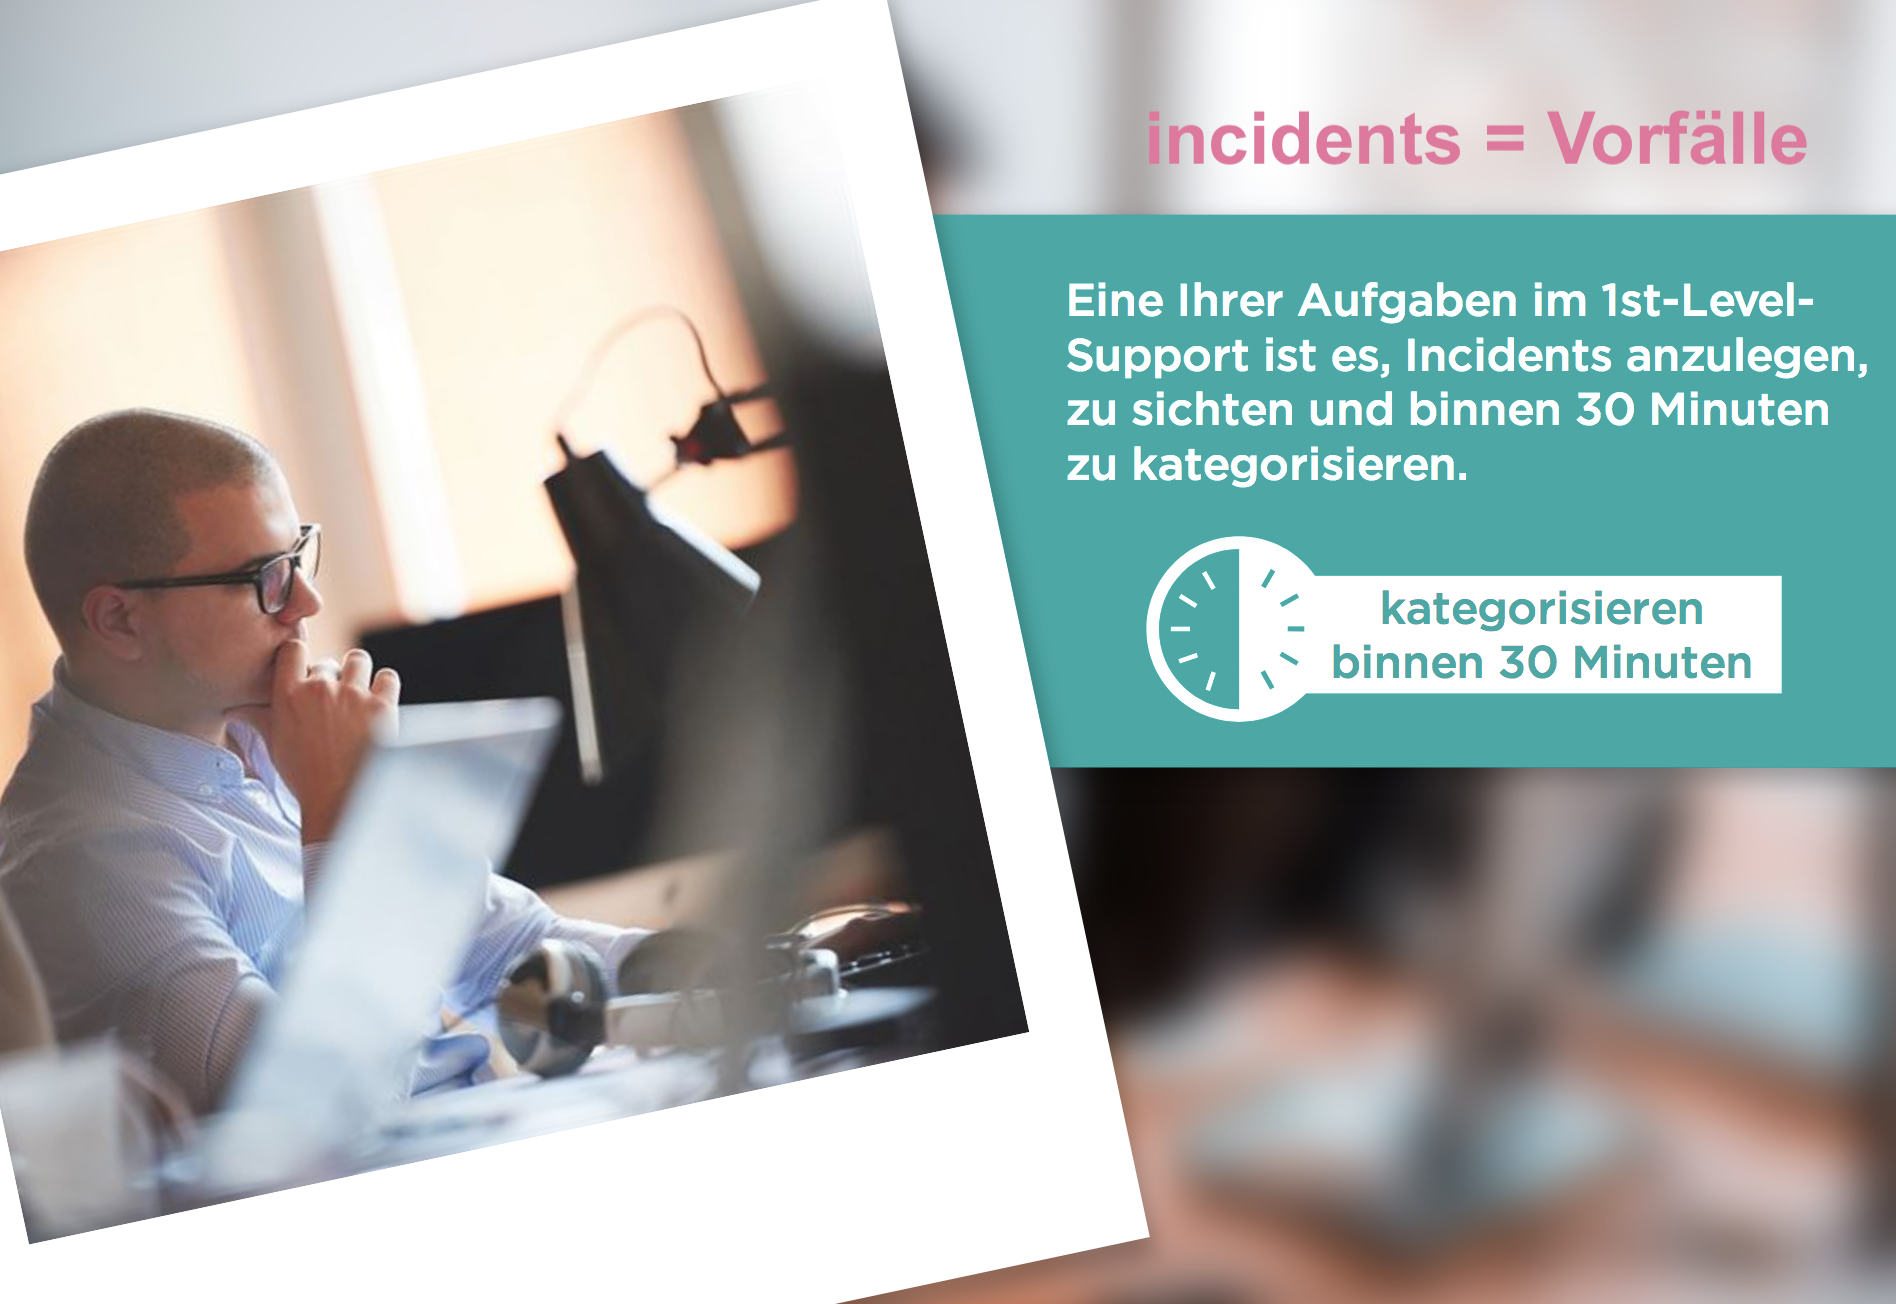 incidents = Vorfälle
Eine Ihrer Aufgaben im 1st-Level-
Support ist es, Incidents anzulegen,
zu sichten und binnen 30 Minuten
zu kategorisieren.
kategorisieren
binnen 30 Minuten